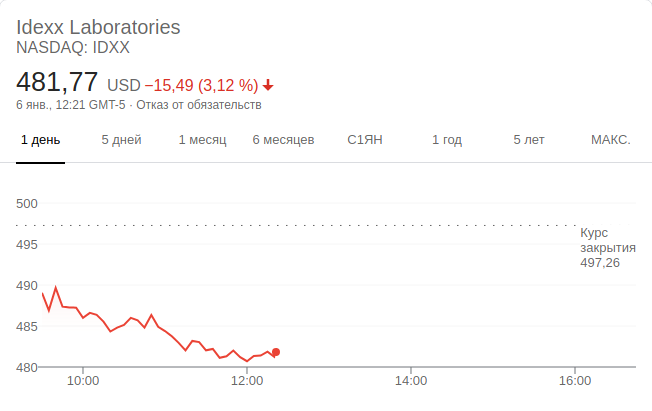 Idexx Laboratories
NASDAQ: IDXX
481,77 USD −15,49 (3,12 %)
6 янв., 12:21 GMT-5 · Отказ от обязательств
1 день 5 дней 1 месяц 6 месяцев С1ЯН 1 год 5 лет МАКС.
500
495
490
485
480
Курс
закрытия
497,26
10:00 12:00 14:00 16:00